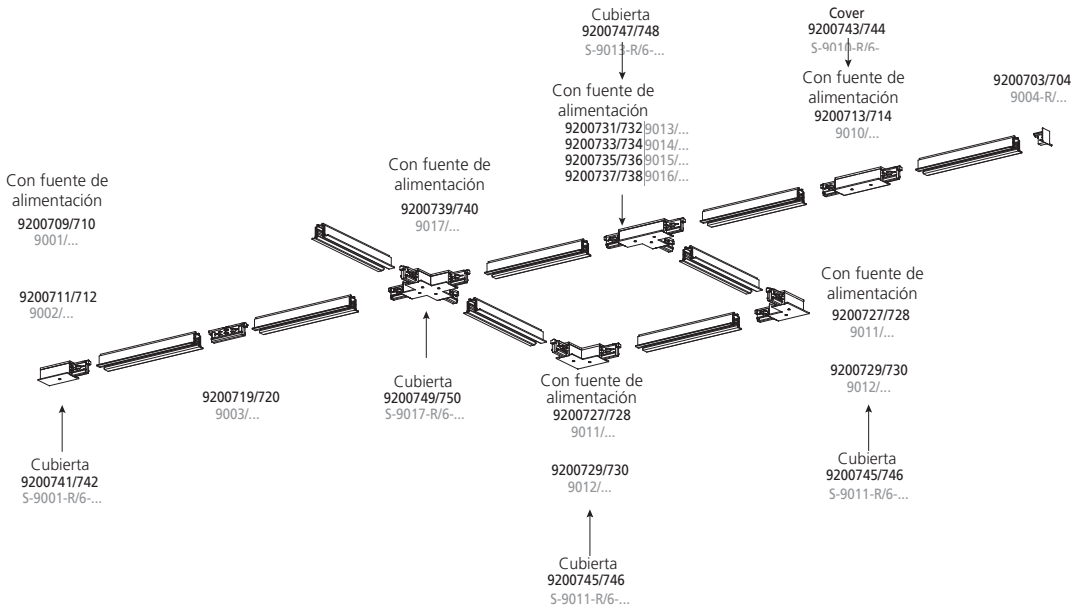 Cubierta
9200747/748
S-9013-R/6-...
Con fuente de
alimentación
9200731/732 9013/...
9200733/734 9014/...
9200735/736 9015/...
9200737/738 9016/...
Cover
9200743/744
S-9010-R/6-
Con fuente de
alimentación
9200713/714
9010/...
9200703/704
9004-R/...
Con fuente de
alimentación
9200709/710
9001/...
9200711/712
9002/...
Con fuente de
alimentación
9200739/740
9017/...
Con fuente de
alimentación
9200727/728
9011/...
9200729/730
9012/...
9200719/720
9003/...
Cubierta
9200749/750
S-9017-R/6-...
Con fuente de
alimentación
9200727/728
9011/...
9200729/730
9012/...
Cubierta
9200741/742
S-9001-R/6-...
Cubierta
9200745/746
S-9011-R/6-...
Cubierta
9200745/746
S-9011-R/6-...